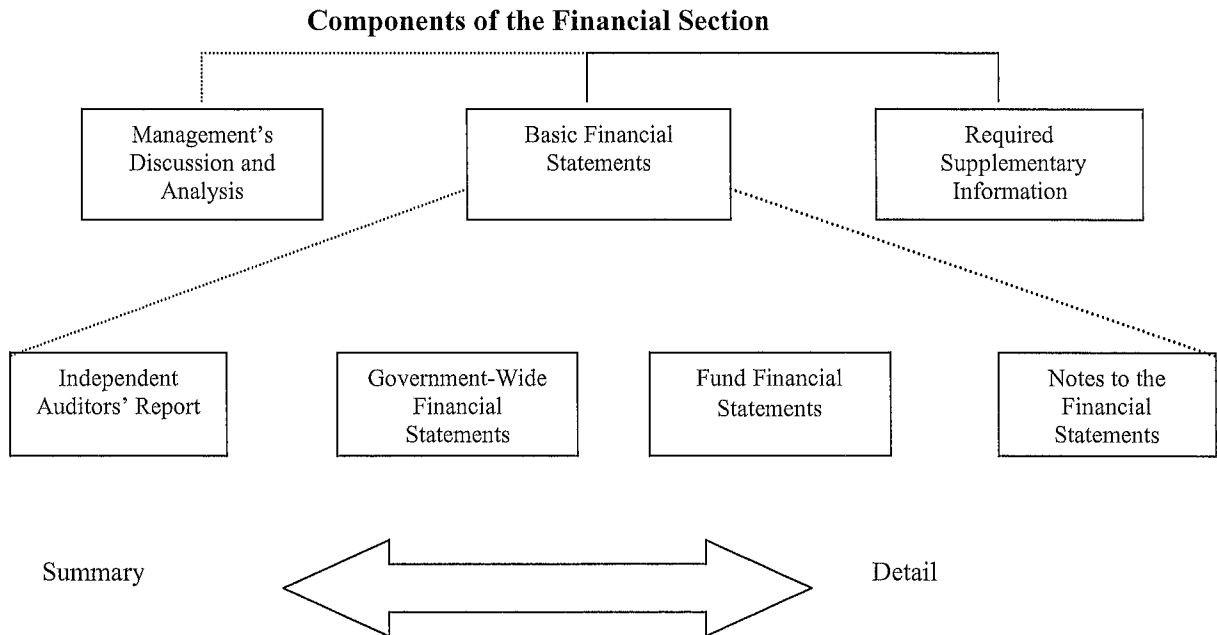 Components of the Financial Section
Management's
Discussion and
Analysis
Basic Financial
Statements
Required
Supplementary
Information
Independent
Auditors' Report
Government-Wide
Financial
Statements
Fund Financial
Statements
Notes to the
Financial
Statements
Summary
Detail